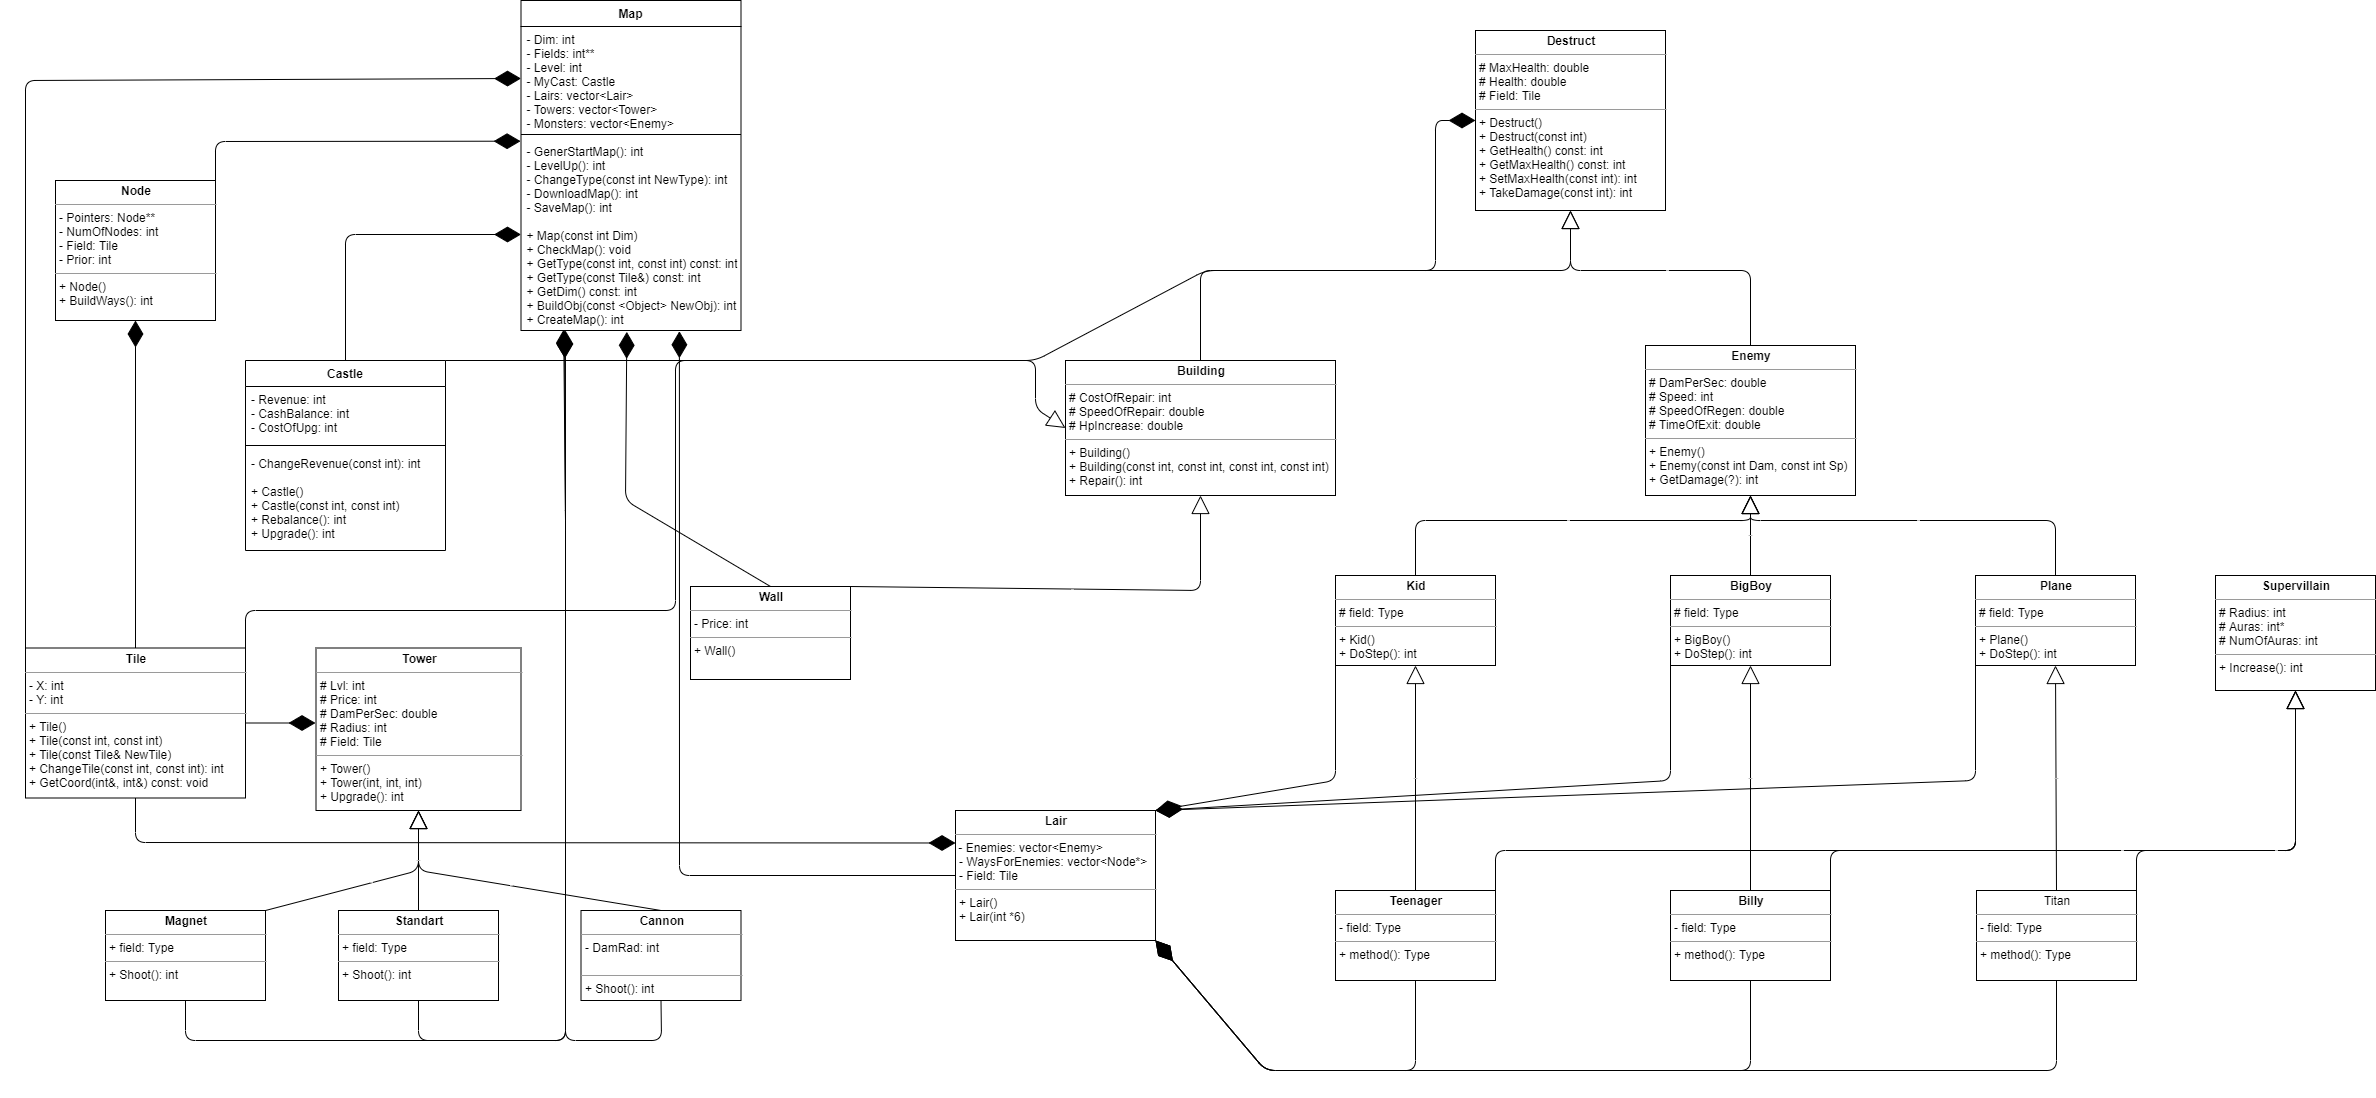 Map
- Dim: int
- Fields: int**
- Level: int
- MyCast: Castle
- Lairs: vector<Lair>
- Towers: vector<Tower>
- Monsters: vector<Enemy>
- GenerStartMap(): int
- LevelUp(): int
- ChangeType(const int NewType): int
- DownloadMap(): int
- SaveMap(): int
+ Map(const int Dim)
+ CheckMap(): void
+ GetType(const int, const int) const: int
+ GetType(const Tile&) const: int
+ GetDim() const: int
+ BuildObj(const <Object> NewObj): int
+ CreateMap(): int
Destruct
# MaxHealth: double
# Health: double
# Field: Tile
+ Destruct()
+ Destruct(const int)
+ GetHealth() const: int
+ GetMaxHealth() const: int
+ SetMaxHealth(const int): int
+ TakeDamage(const int): int
Node
- Pointers: Node**
- NumOfNodes: int
- Field: Tile
- Prior: int
+ Node()
+ BuildWays(): int
Castle
- Revenue: int
- CashBalance: int
- CostOfUpg: int
- ChangeRevenue(const int): int
+ Castle()
+ Castle(const int, const int)
+ Rebalance(): int
+ Upgrade(): int
Building
# CostOfRepair: int
# SpeedOfRepair: double
# HpIncrease: double
+ Building()
+ Building(const int, const int, const int, const int)
+ Repair(): int
Enemy
# DamPerSec: double
# Speed: int
# SpeedOfRegen: double
# TimeOfExit: double
+ Enemy()
+ Enemy(const int Dam, const int Sp)
+ GetDamage(?): int
Wall
- Price: int
+ Wall()
Kid
# field: Type
+ Kid()
+ DoStep(): int
BigBoy
# field: Type
+ BigBoy()
+ DoStep(): int
Plane
# field: Type
+ Plane()
+ DoStep(): int
Supervillain
# Radius: int
# Auras: int*
# NumOfAuras: int
+ Increase(): int
Tile
- X: int
- Y: int
+ Tile()
+ Tile(const int, const int)
+ Tile(const Tile& NewTile)
+ ChangeTile(const int, const int): int
+ GetCoord(int&, int&) const: void
Tower
# Lvl: int
# Price: int
# DamPerSec: double
# Radius: int
# Field: Tile
+ Tower()
+ Tower(int, int, int)
+ Upgrade(): int
Lair
- Enemies: vector<Enemy>
- WaysForEnemies: vector<Node*>
- Field: Tile
+ Lair()
+ Lair(int *6)
Magnet
+ field: Type
+ Shoot(): int
Standart
+ field: Type
+ Shoot(): int
Cannon
- DamRad: int
+ Shoot(): int
Teenager
- field: Type
+ method(): Type
Billy
- field: Type
+ method(): Type
Titan
- field: Type
+ method(): Type